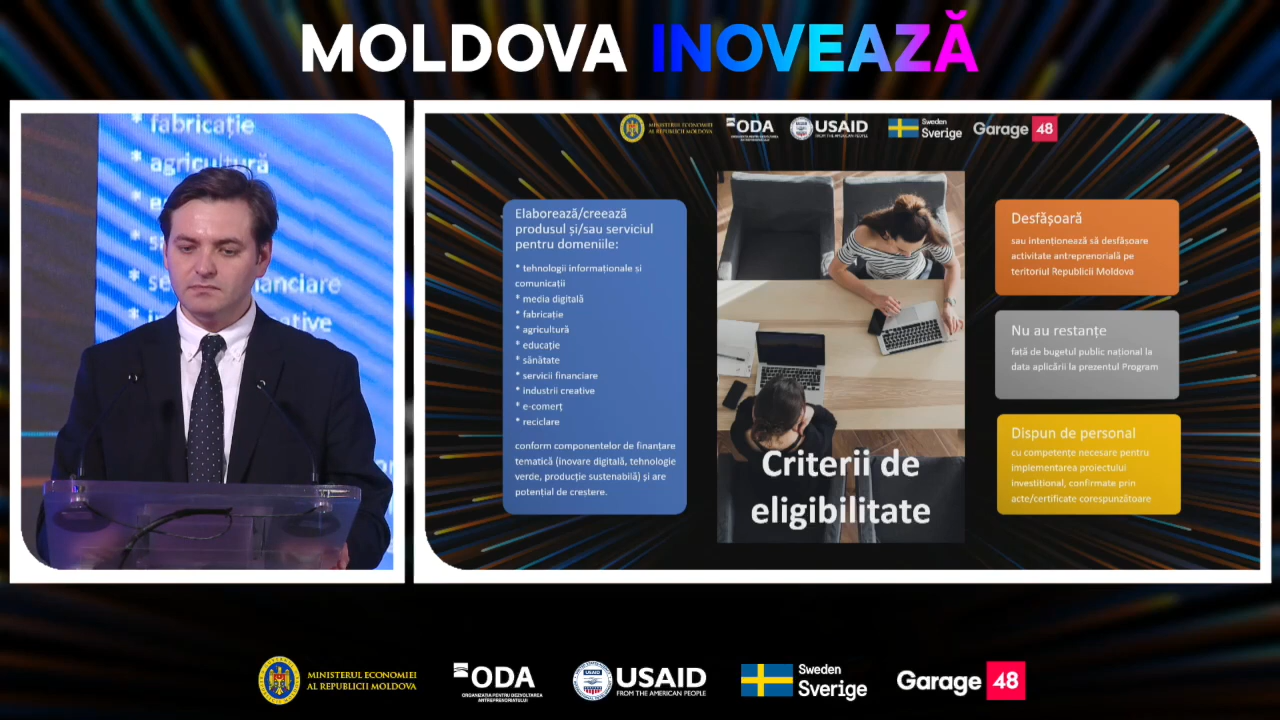 MOLDOVA INOVEAZĂ
* fabricație
* agricultură
MINISTERUL ECONOMIEI
AL REPUBLICII MOLDOVA
ODA
USAID
FROM THE AMERICAN PEOPLE
Sweden
Sverige
Garage 48
Elaborează/creează
produsul și/sau serviciul
pentru domeniile:
* tehnologii informaționale și
comunicații
* media digitală
* fabricație
* agricultură
* educație
* sănătate
* servicii financiare
* industrii creative
* e-comerț
* reciclare
conform componentelor de finanțare
tematică (inovare digitală, tehnologie
verde, producție sustenabilă) și are
potențial de creștere.
Criterii de
eligibilitate
Desfășoară
sau intenționează să desfășoare
activitate antreprenorială pe
teritoriul Republicii Moldova
Nu au restanțe
fată de bugetul public național la
data aplicării la prezentul Program
Dispun de personal
cu competențe necesare pentru
implementarea proiectului
investițional, confirmate prin
acte/certificate corespunzătoare
MINISTERUL ECONOMIEI
AL REPUBLICII MOLDOVA
ODA
ORGANIZAȚIA PENTRU DEZVOLTAREA
ANTREPRENORIATULUI
USAID
FROM THE AMERICAN PEOPLE
Sweden
Sverige
Garage 48